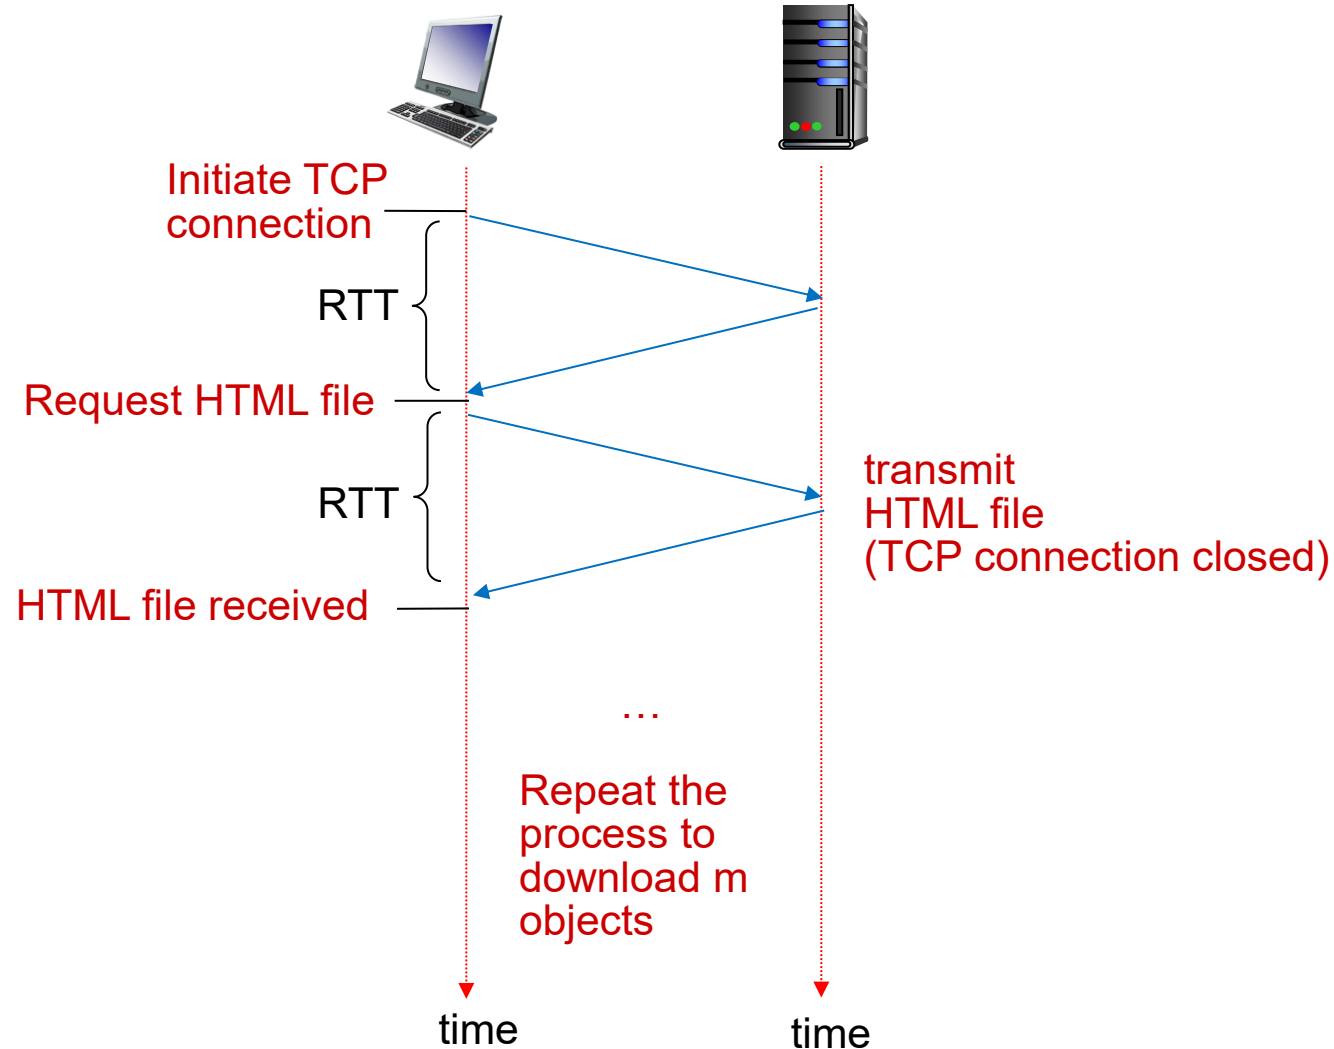 Initiate TCP
connection
RTT
Request HTML file
transmit
HTML file
(TCP connection closed)
RTT
HTML file received
...
Repeat the
process to
download m
objects
time
time